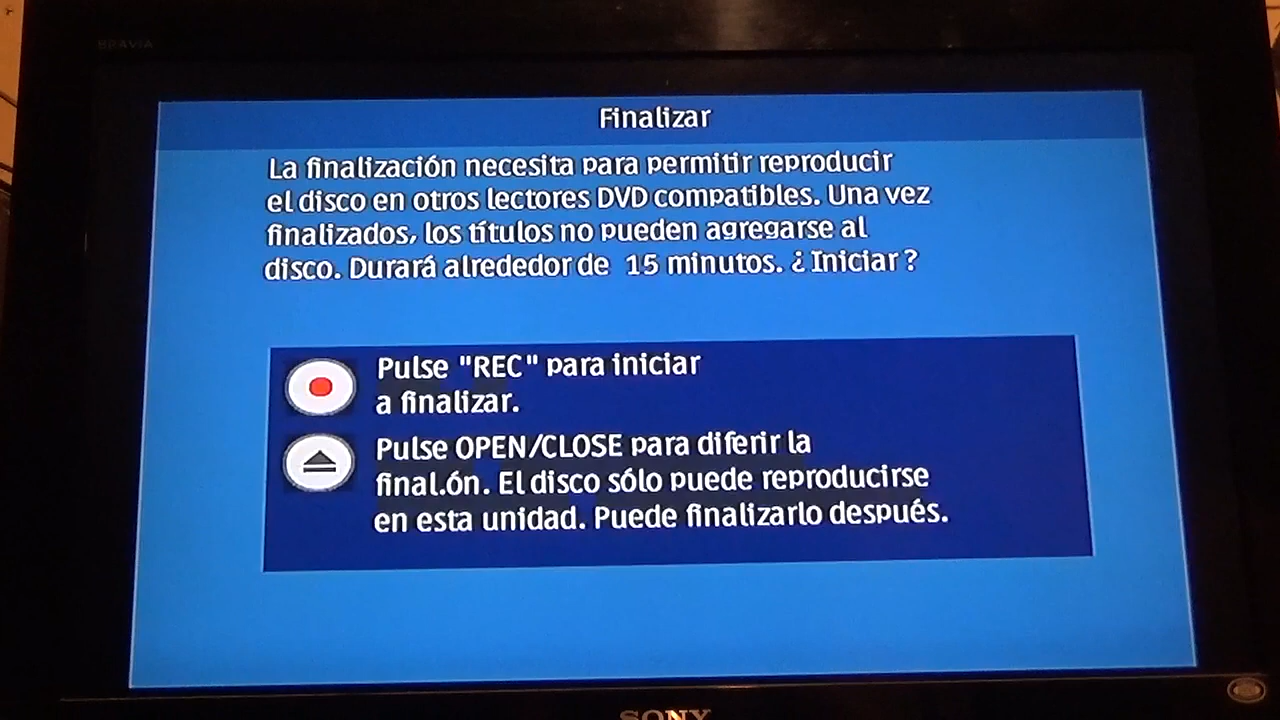 BRAVIA
Finalizar
La finalización necesita para permitir reproducir
el disco en otros lectores DVD compatibles. Una vez
finalizados, los títulos no pueden agregarse al
disco. Durará alrededor de 15 minutos. ¿ Iniciar ?
Pulse "REC" para iniciar
a finalizar.
Pulse OPEN/CLOSE para diferir la
final.ón. El disco sólo puede reproducirse
en esta unidad. Puede finalizarlo después.
SONY